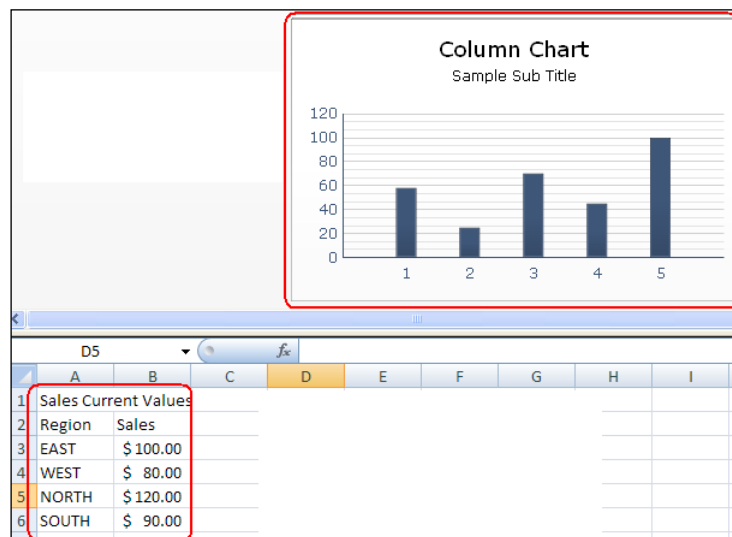 Column Chart
Sample Sub Title
120
100
80
60
40
20
0
1 2 3 4 5
D5 fx
A B C D E F G H I
1 Sales Current Values
2 Region Sales
3 EAST $ 100.00
4 WEST $ 80.00
5 NORTH $ 120.00
6 SOUTH $ 90.00